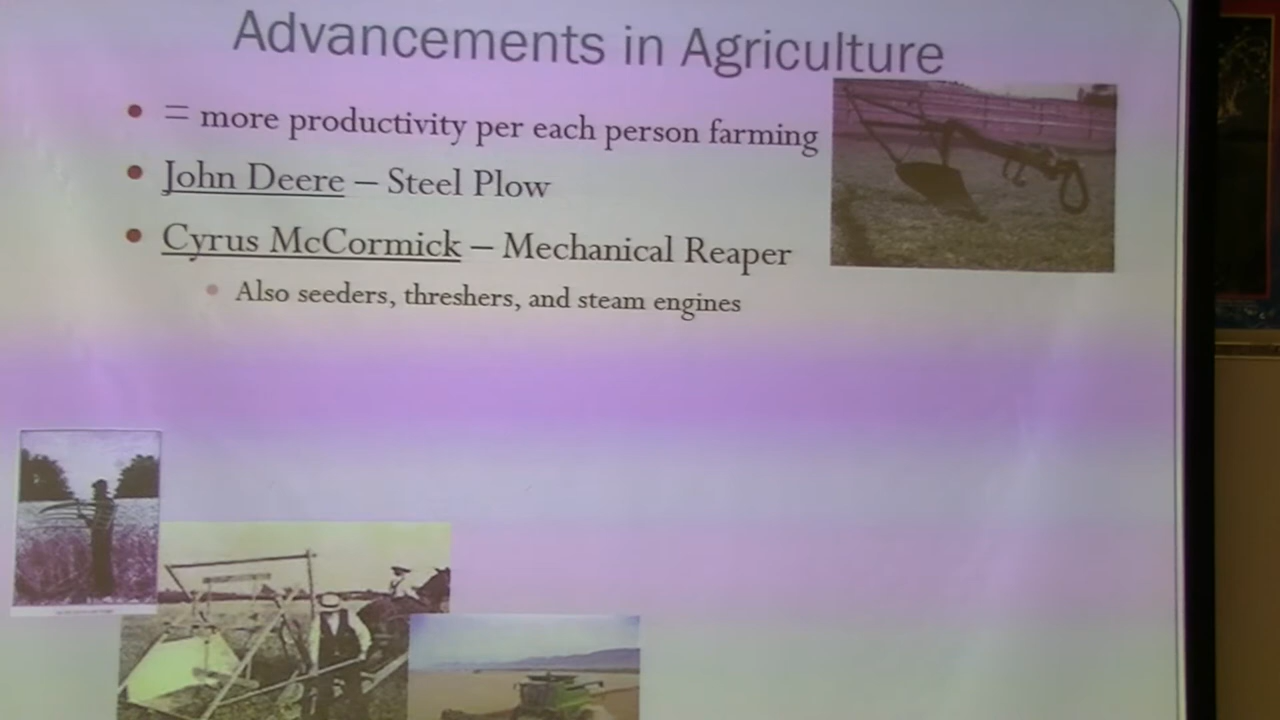 Advancements in Agriculture
= more productivity per each person farming
John Deere – Steel Plow
Cyrus McCormick – Mechanical Reaper
Also seeders, threshers, and steam engines